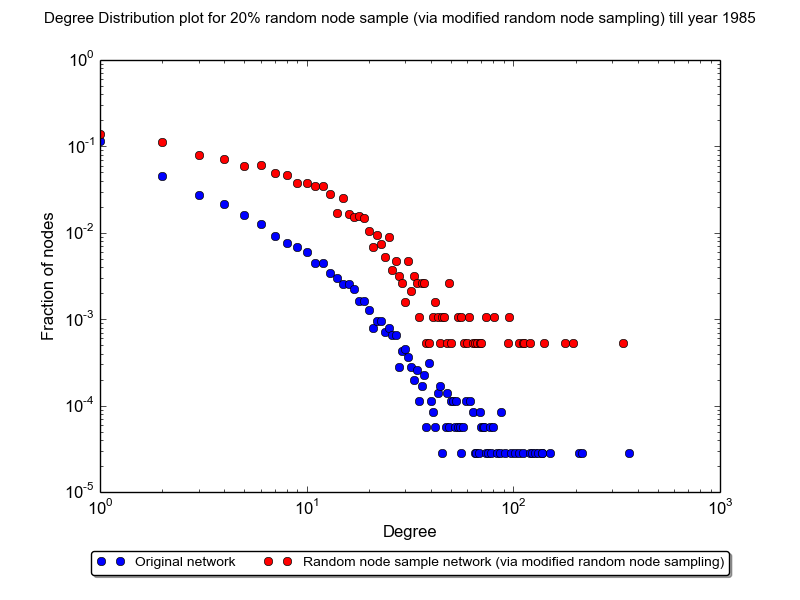 Degree Distribution plot for 20% random node sample (via modified random node sampling) till year 1985
10^0
10^-1
10^-2
10^-3
10^-4
10^-5
Fraction of nodes
10^0 10^1 10^2 10^3
Degree
Original network Random node sample network (via modified random node sampling)